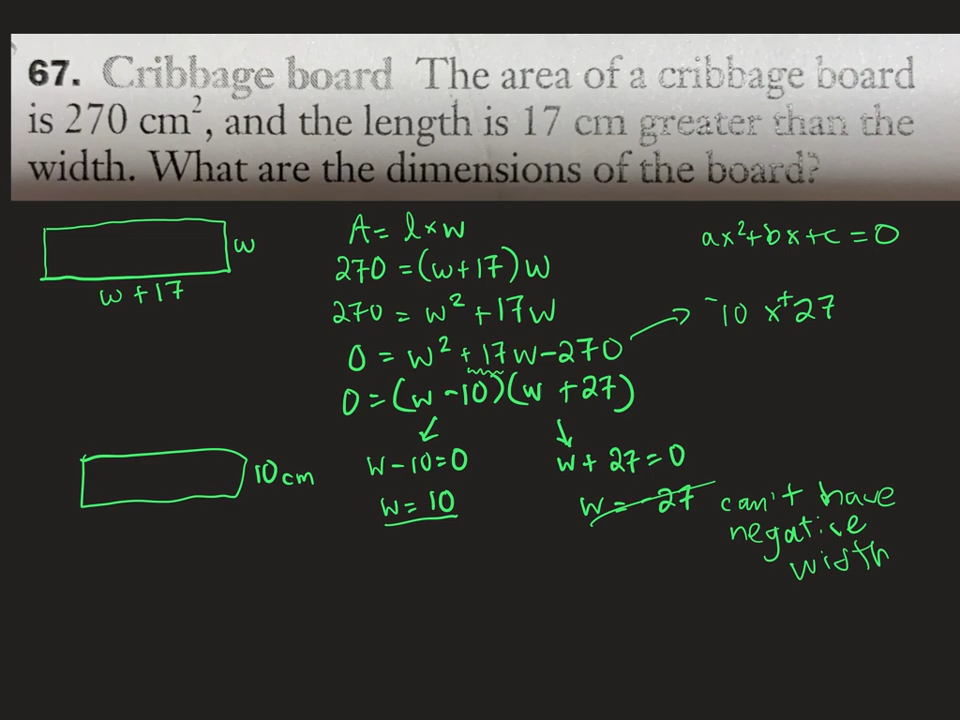 67. Cribbage board The area of a cribbage board
is 270 cm², and the length is 17 cm greater than the
width. What are the dimensions of the board?
w
w + 17
A = l × w
270 = (w+17) w
270 = w² + 17w
0 = w² + 17w - 270
0 = (w - 10)(w + 27)
ax² + bx + c = 0
⁻10 × ⁺27
w - 10 = 0
w = 10
w + 27 = 0
w = -27
can't have
negative
width
10 cm